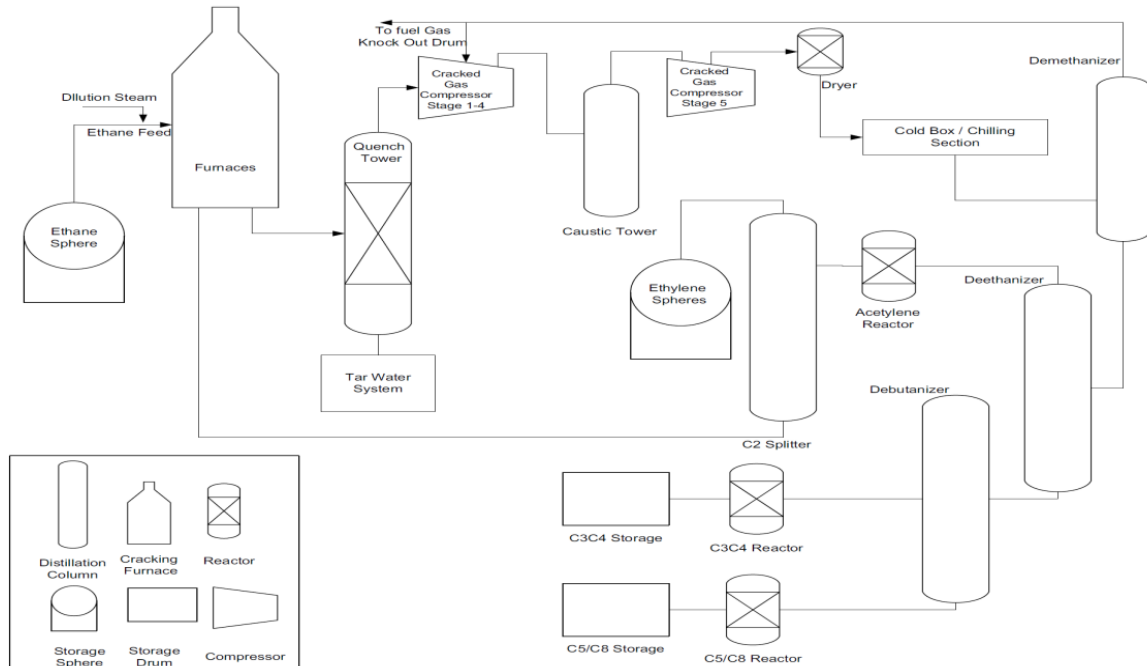 To fuel Gas
Knock Out Drum
Demethanizer
Cracked
Gas
Compressor
Stage 1-4
Cracked
Gas
Compressor
Stage 5
Dryer
DIlution Steam
Ethane Feed
Cold Box / Chilling
Section
Quench
Tower
Furnaces
Ethane
Sphere
Caustic Tower
Ethylene
Spheres
Acetylene
Reactor
Deethanizer
Tar Water
System
Debutanizer
C2 Splitter
C3C4 Storage
C3C4 Reactor
C5/C8 Storage
C5/C8 Reactor
Distillation
Column
Cracking
Furnace
Reactor
Storage
Sphere
Storage
Drum
Compressor